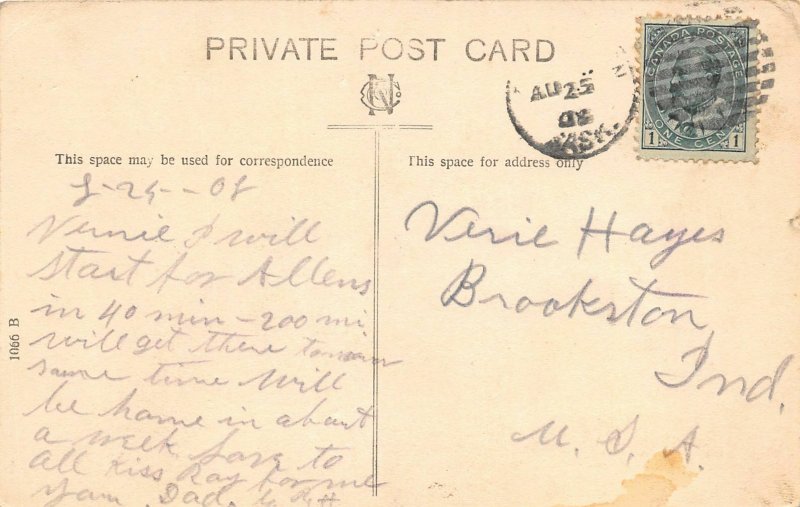 PRIVATE POST CARD
CANADA POSTAGE
ONE CENT
1 1
AU 25
08
ASK.
This space may be used for correspondence
This space for address only
8-25--08
Vernie I will
start for Allens
in 40 min - 200 mi
will get there
same time will
be home in about
a week love to
all Kiss Ray for me
Your Dad
Verie Hayes
Brookston
Ind.
U. S. A.
1066 B